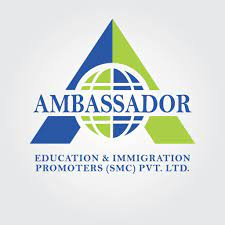 AMBASSADOR
EDUCATION & IMMIGRATION
PROMOTERS (SMC) PVT. LTD.